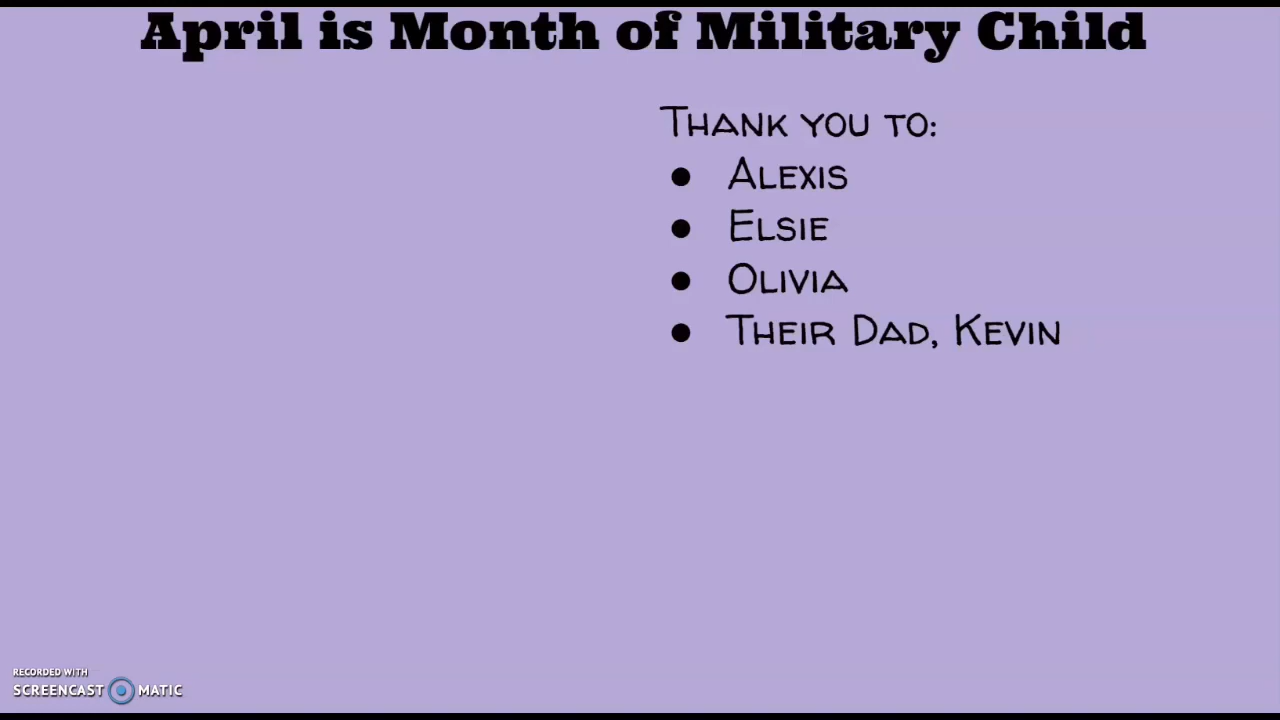 April is Month of Military Child
Thank you to:
● Alexis
● Elsie
● Olivia
● Their Dad, Kevin
RECORDED WITH
SCREENCAST MATIC